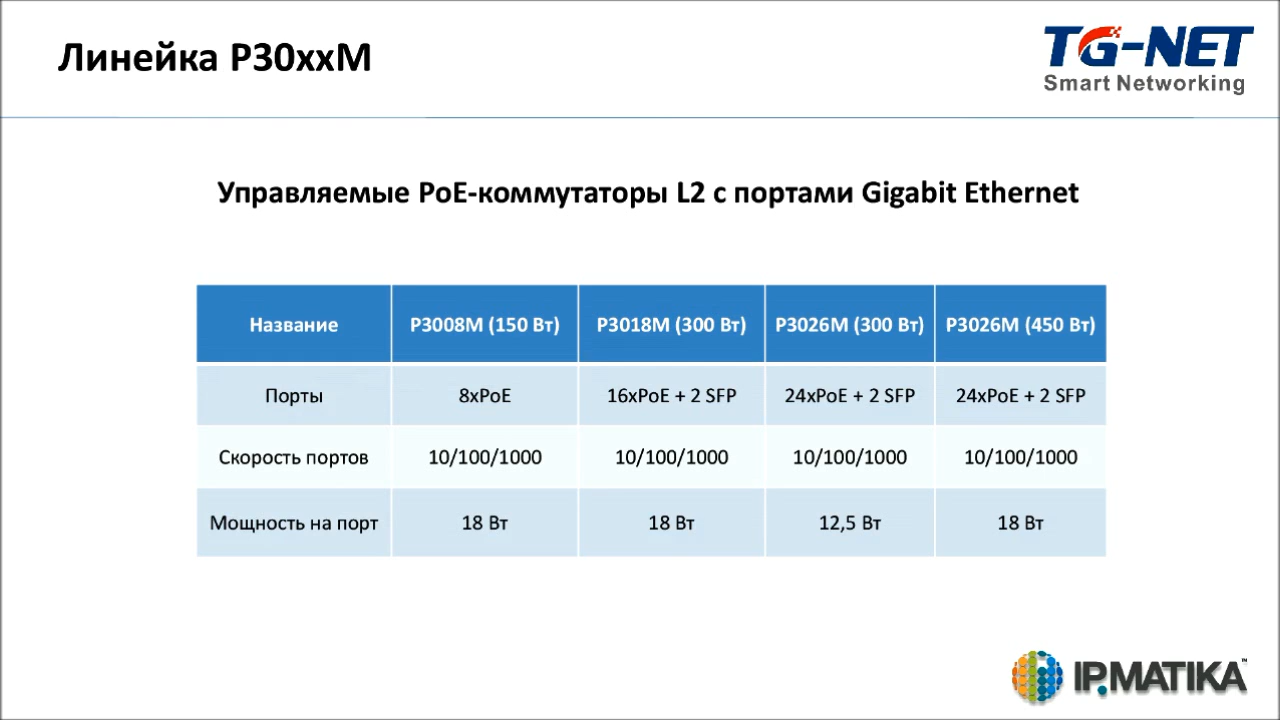 Линейка P30xxM
TG-NET
Smart Networking
Управляемые PoE-коммутаторы L2 с портами Gigabit Ethernet
Название P3008M (150 Вт) P3018M (300 Вт) P3026M (300 Вт) P3026M (450 Вт)
Порты 8xPoE 16xPoE + 2 SFP 24xPoE + 2 SFP 24xPoE + 2 SFP
Скорость портов 10/100/1000 10/100/1000 10/100/1000 10/100/1000
Мощность на порт 18 Вт 18 Вт 12,5 Вт 18 Вт
IPMATIKA™